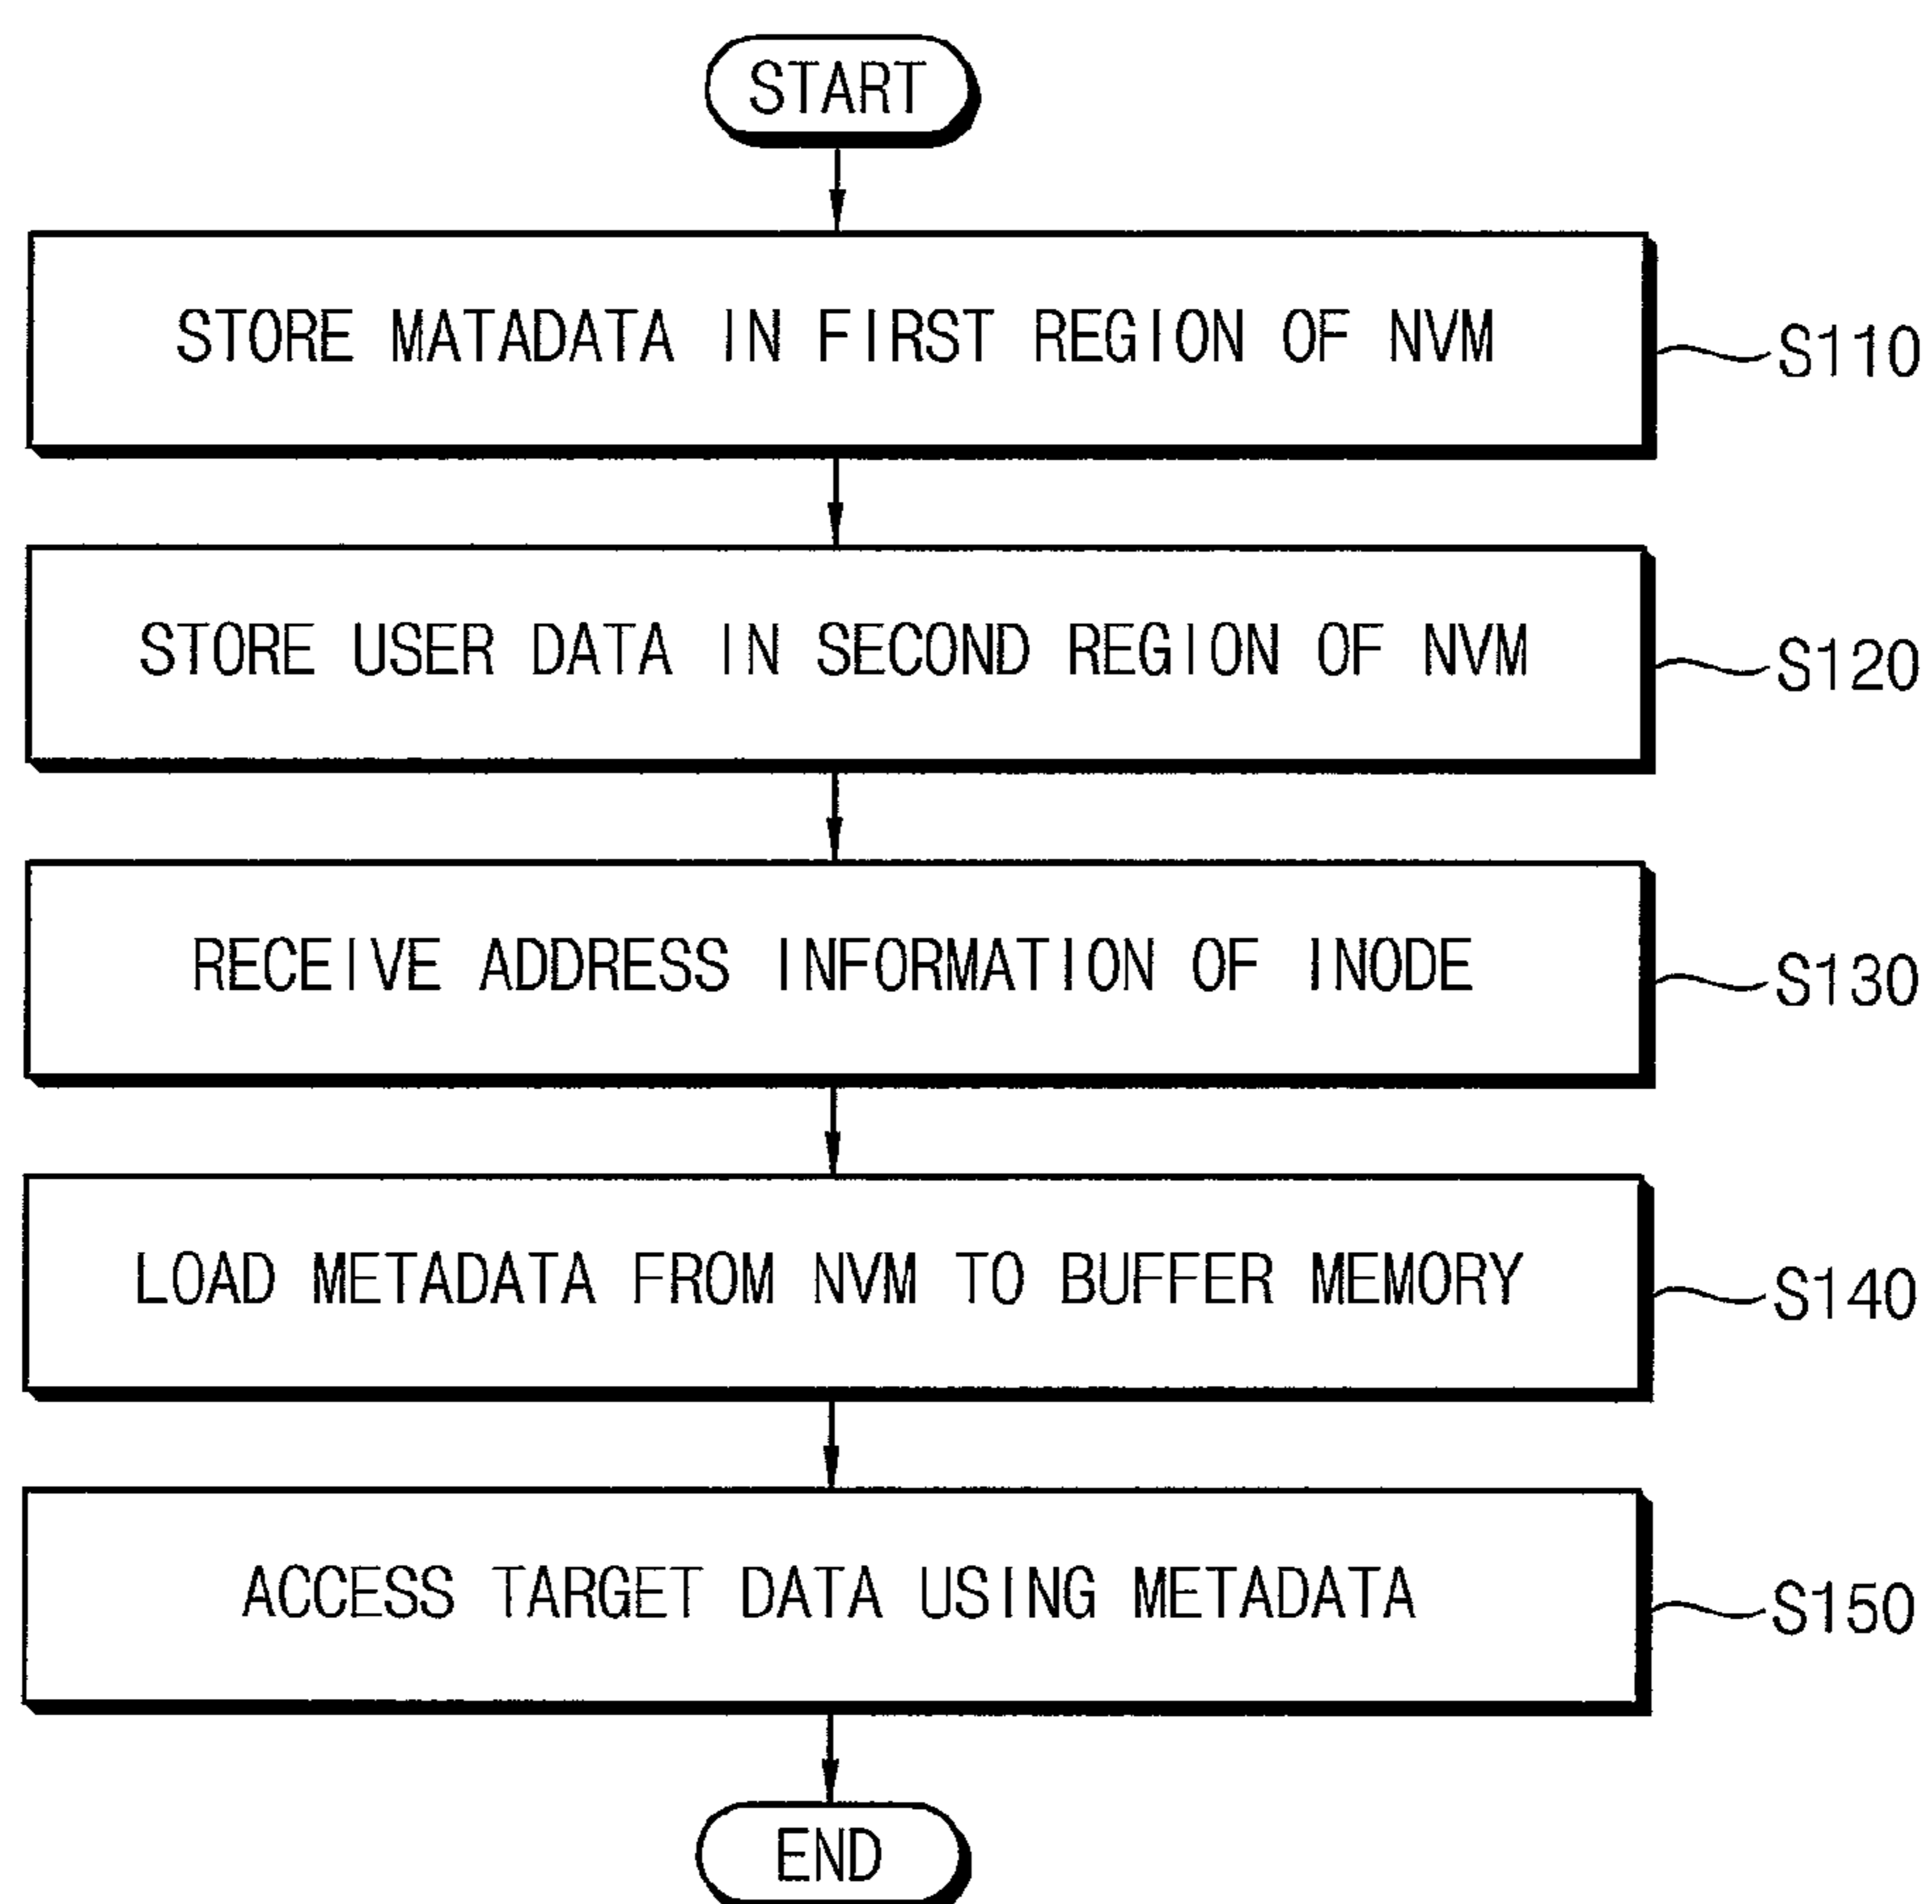 START
STORE MATADATA IN FIRST REGION OF NVM
S110
STORE USER DATA IN SECOND REGION OF NVM
S120
RECEIVE ADDRESS INFORMATION OF INODE
S130
LOAD METADATA FROM NVM TO BUFFER MEMORY
S140
ACCESS TARGET DATA USING METADATA
S150
END